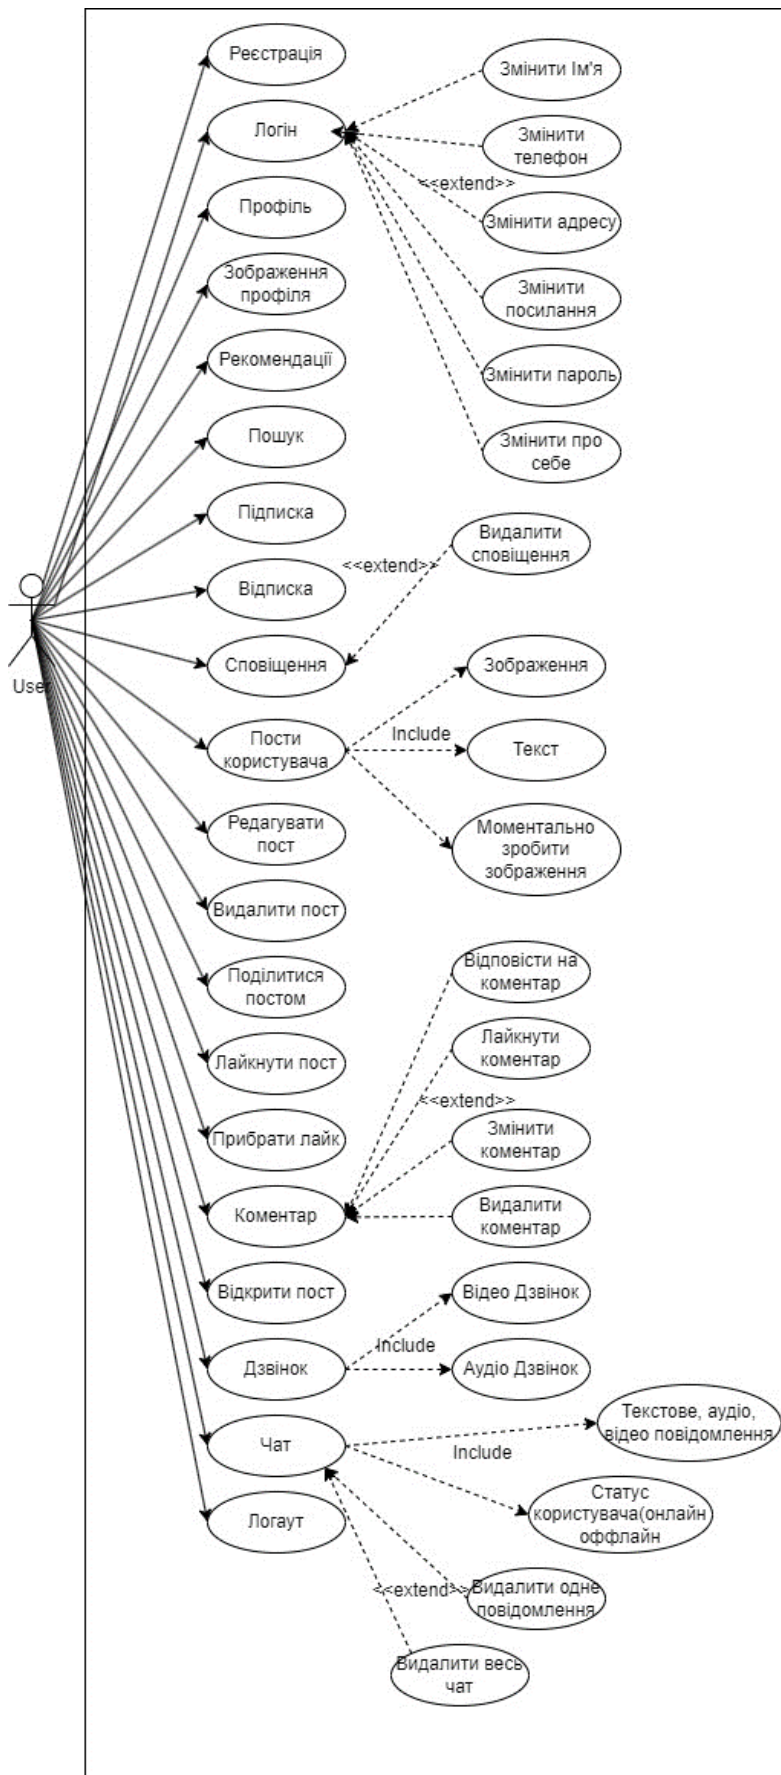 Реєстрація
Змінити Ім'я
Логін
Змінити
телефон
<<extend>>
Профіль
Змінити адресу
Зображення
профіля
Змінити
посилання
Рекомендації
Змінити пароль
Пошук
Змінити про
себе
Підписка
Видалити
сповіщення
<<extend>>
Відписка
Сповіщення
Зображення
User
Пости
користувача
Include
Текст
Редагувати
пост
Моментально
зробити
зображення
Видалити пост
Поділитися
постом
Відповісти на
коментар
Лайкнути пост
Лайкнути
коментар
<<extend>>
Прибрати лайк
Змінити
коментар
Коментар
Видалити
коментар
Відкрити пост
Відео Дзвінок
Include
Дзвінок
Аудіо Дзвінок
Чат
Текстове, аудіо,
відео повідомлення
Include
Логаут
Статус
користувача(онлайн
оффлайн
<<extend>>
Видалити одне
повідомлення
Видалити весь
чат